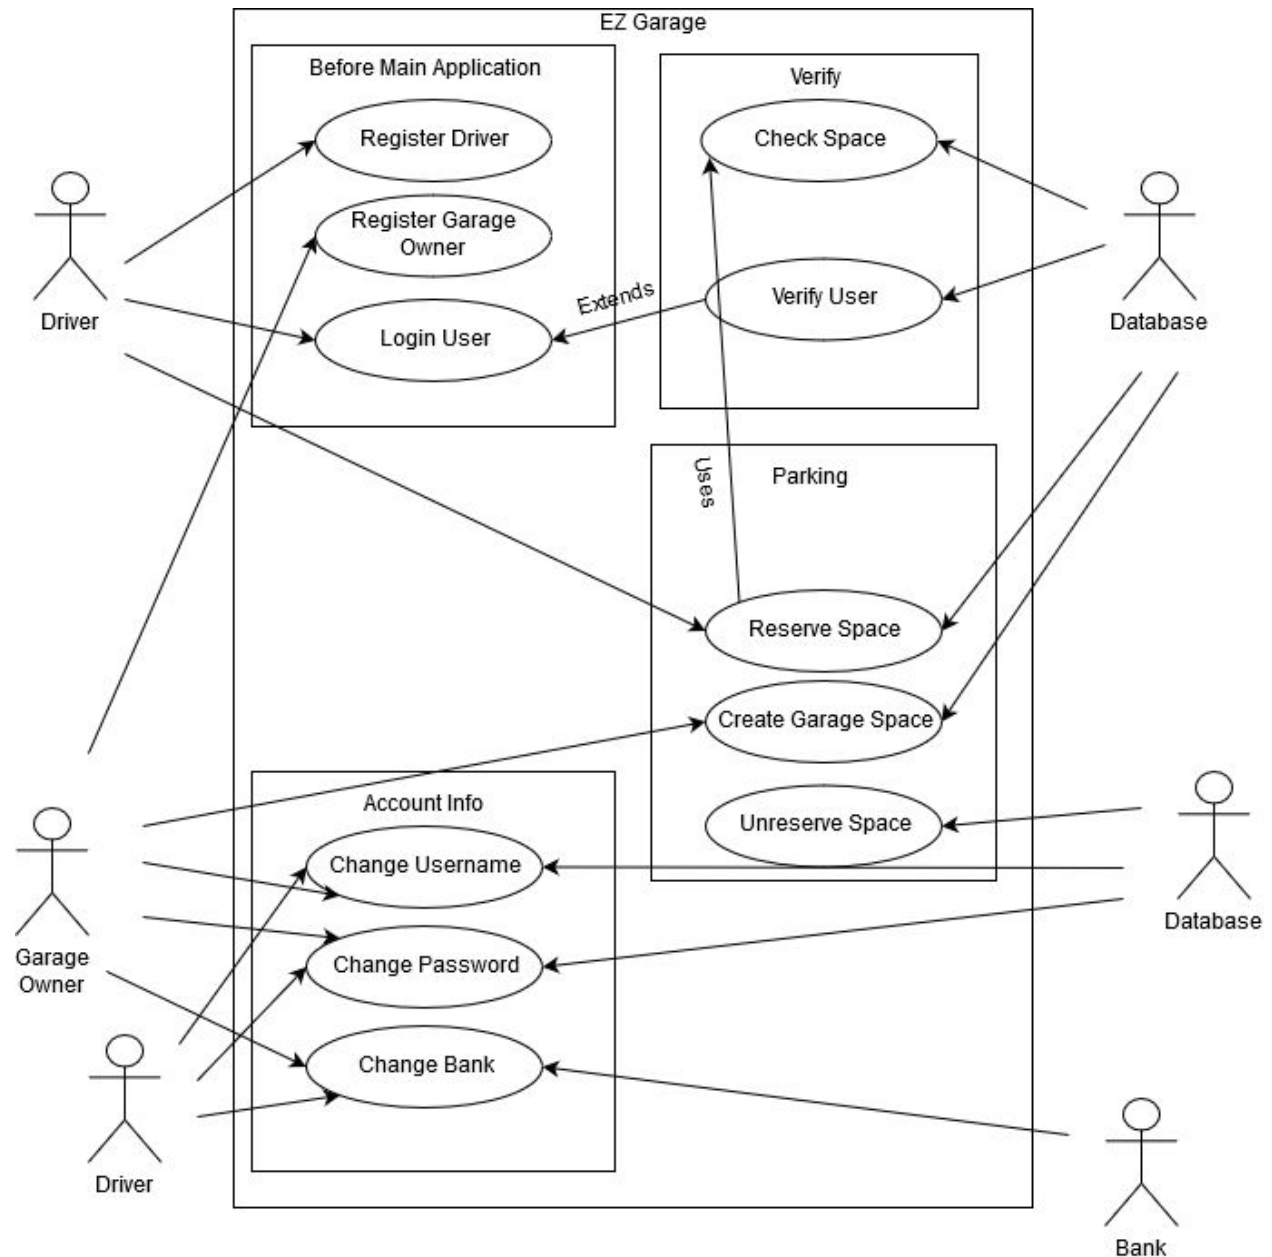 EZ Garage
Before Main Application
Register Driver
Register Garage
Owner
Login User
Verify
Check Space
Verify User
Extends
Driver
Database
Uses
Parking
Reserve Space
Create Garage Space
Unreserve Space
Account Info
Change Username
Change Password
Change Bank
Garage
Owner
Driver
Database
Bank